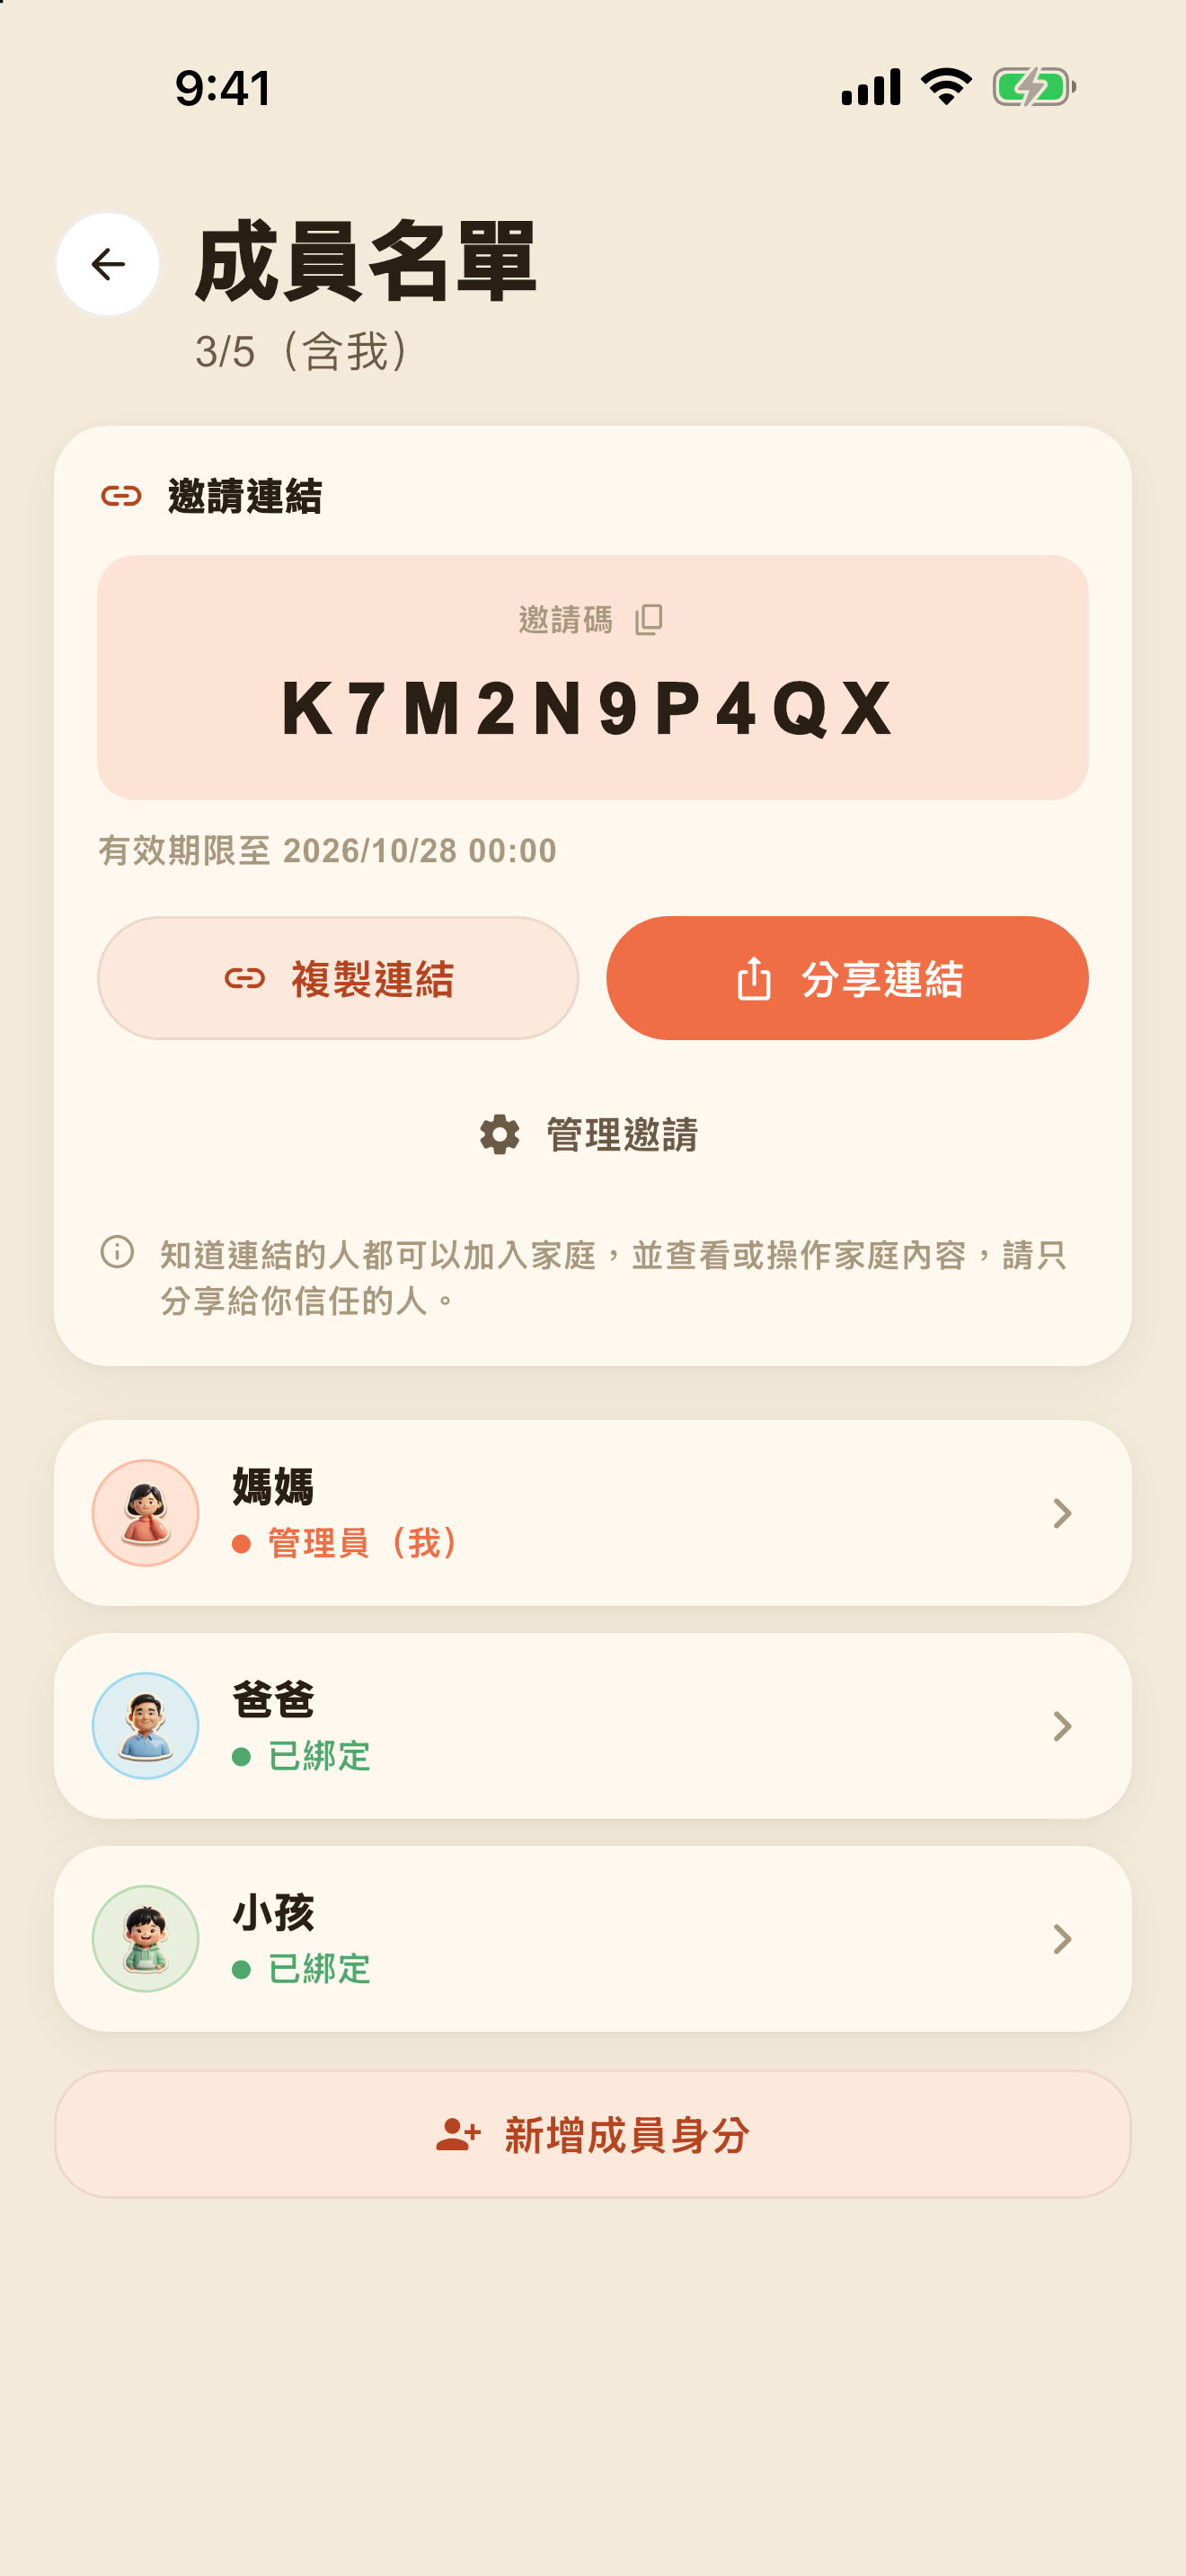 9:41
成員名單
3/5（含我）
邀請連結
邀請碼
K7M2N9P4QX
有效期限至 2026/10/28 00:00
複製連結
分享連結
管理邀請
知道連結的人都可以加入家庭，並查看或操作家庭內容，請只
分享給你信任的人。
媽媽
管理員（我）
爸爸
已綁定
小孩
已綁定
新增成員身分